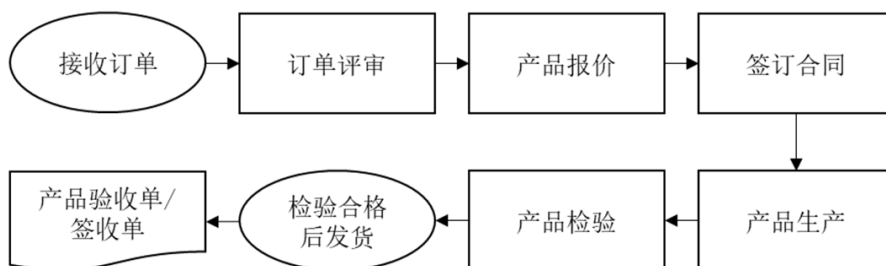 接收订单
订单评审
产品报价
签订合同
产品生产
产品检验
检验合格
后发货
产品验收单/
签收单